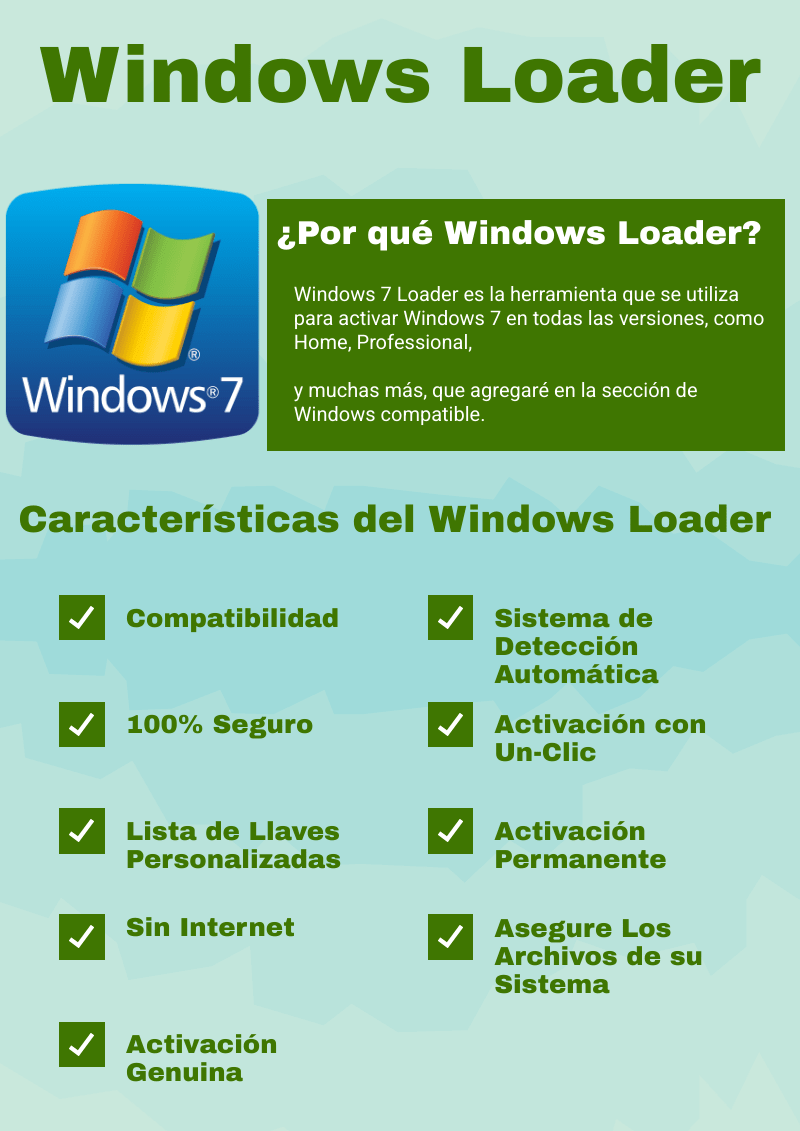 Windows Loader
Windows®7
®
¿Por qué Windows Loader?
Windows 7 Loader es la herramienta que se utiliza
para activar Windows 7 en todas las versiones, como
Home, Professional,
y muchas más, que agregaré en la sección de
Windows compatible.
Características del Windows Loader
Compatibilidad
100% Seguro
Lista de Llaves
Personalizadas
Sin Internet
Activación
Genuina
Sistema de
Detección
Automática
Activación con
Un-Clic
Activación
Permanente
Asegure Los
Archivos de su
Sistema